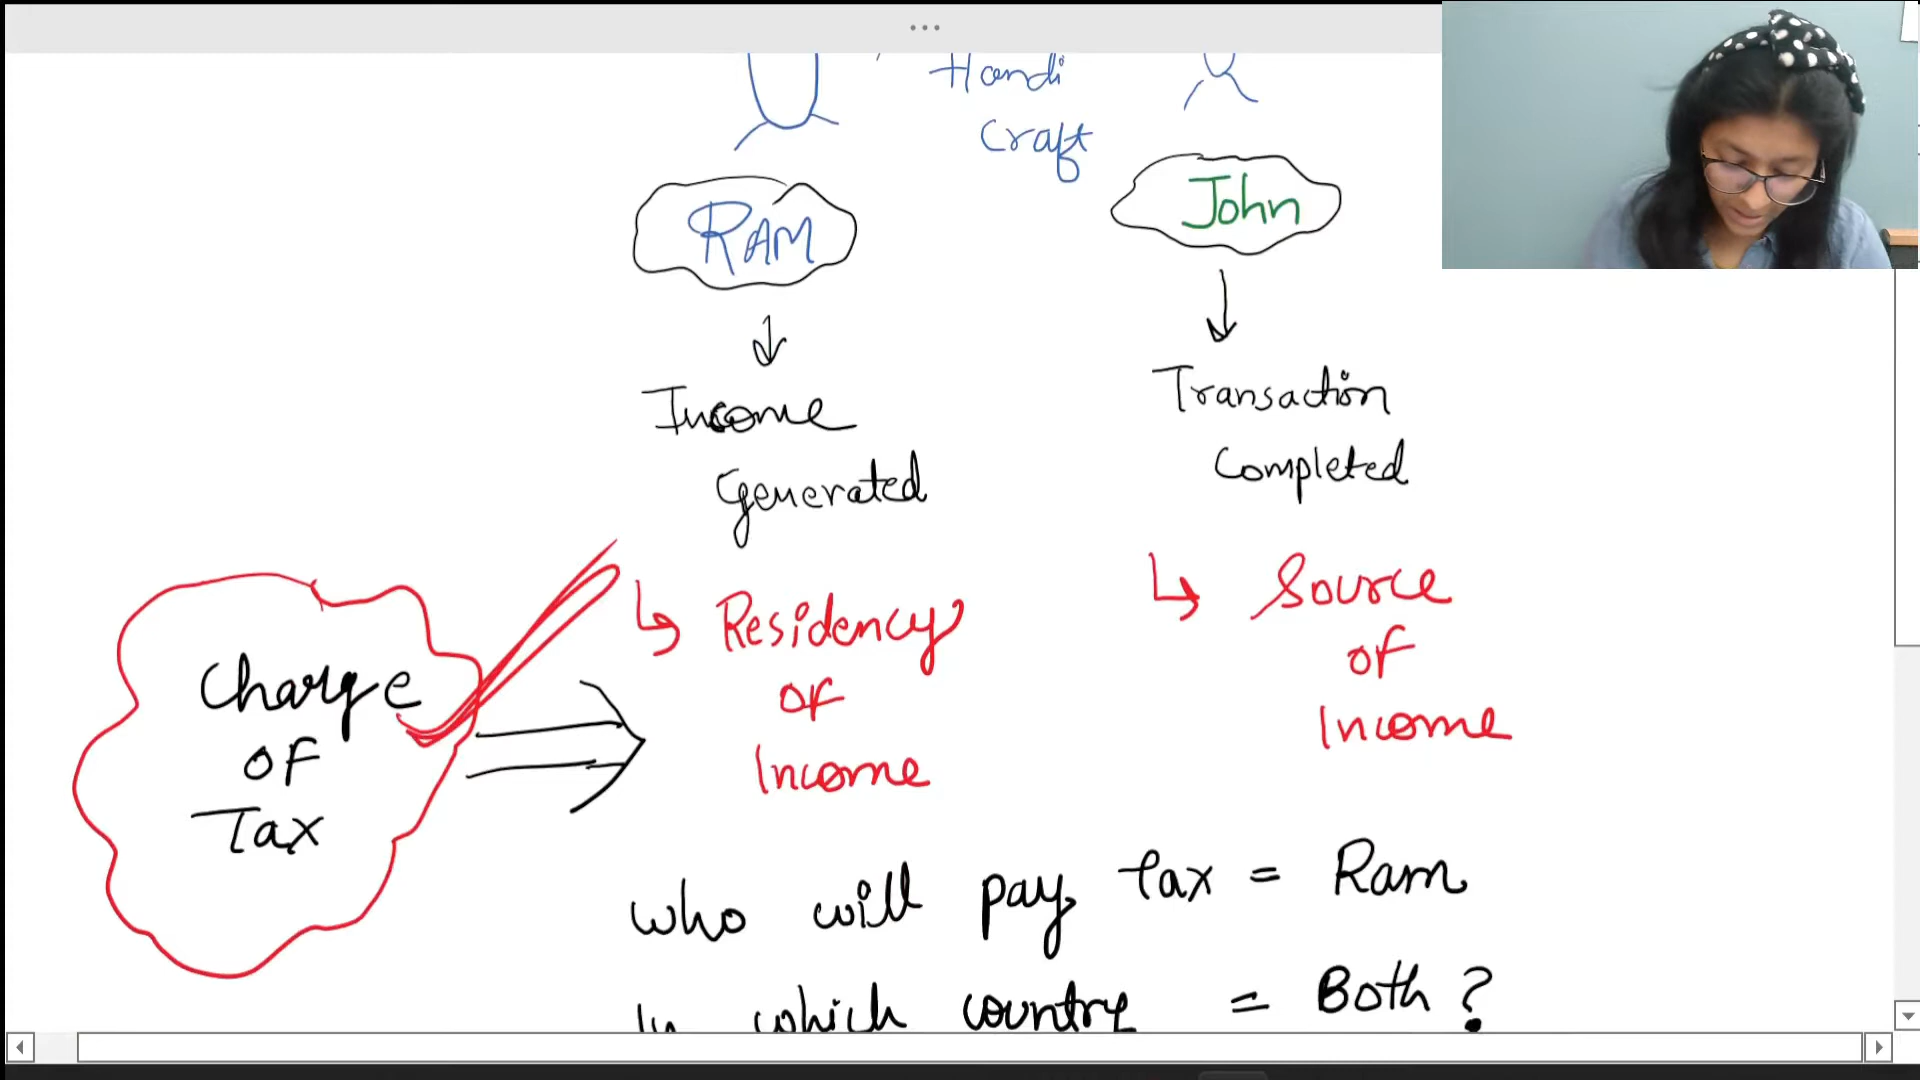 Handi
Craft
RAM
John
Income
Generated
Transaction
Completed
Residency
of
Income
Source
of
Income
Charge
OF
Tax
who will pay tax = Ram
In which country = Both ?